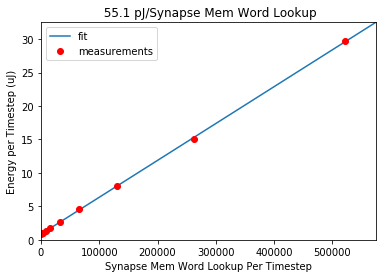 55.1 pJ/Synapse Mem Word Lookup
fit
measurements
Energy per Timestep (uJ)
30
25
20
15
10
5
0
0 100000 200000 300000 400000 500000
Synapse Mem Word Lookup Per Timestep